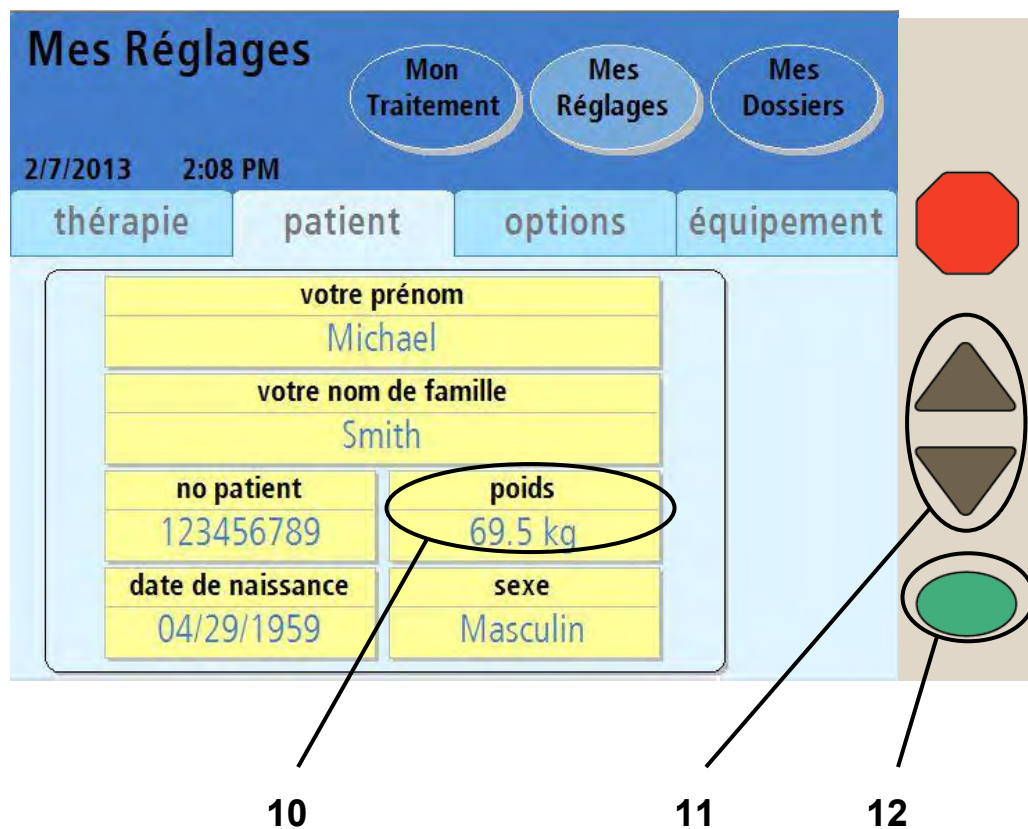 Mes Réglages
Mon
Traitement
Mes
Réglages
Mes
Dossiers
2/7/2013 2:08 PM
thérapie patient options équipement
votre prénom
Michael
votre nom de famille
Smith
no patient poids
123456789 69.5 kg
date de naissance sexe
04/29/1959 Masculin
10 11 12